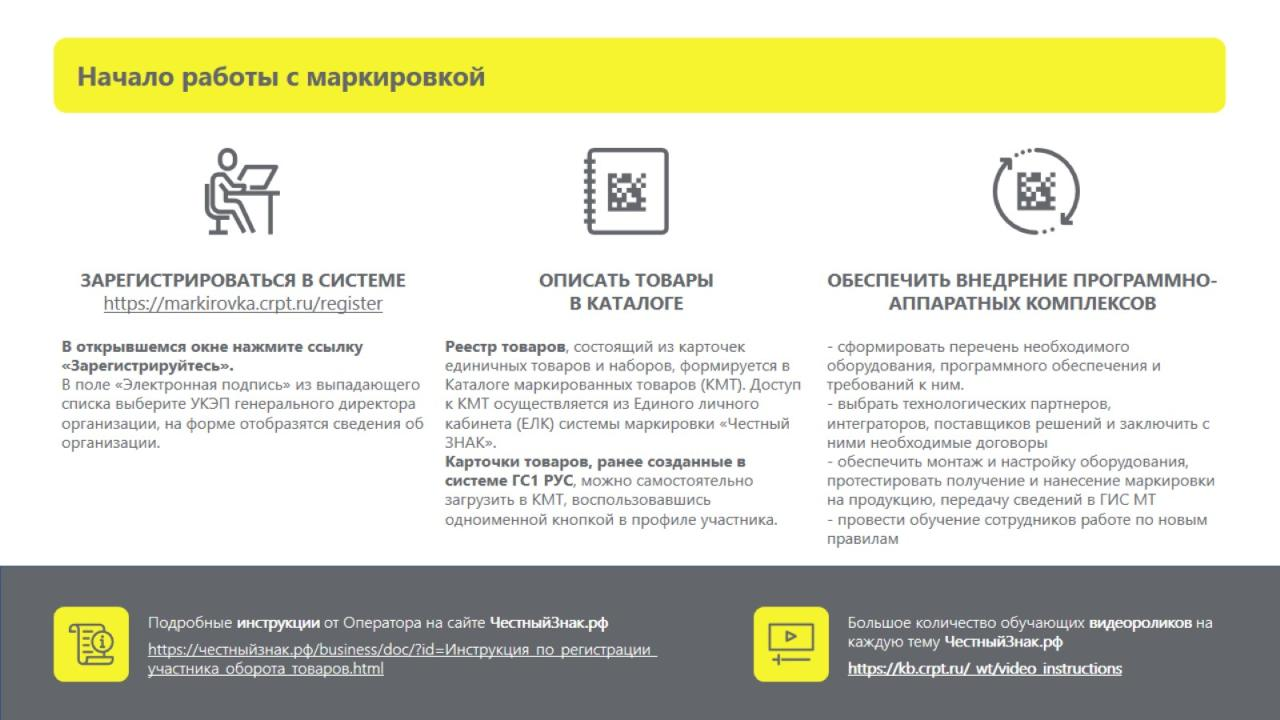 Начало работы с маркировкой
ЗАРЕГИСТРИРОВАТЬСЯ В СИСТЕМЕ
https://markirovka.crpt.ru/register
В открывшемся окне нажмите ссылку
«Зарегистрируйтесь».
В поле «Электронная подпись» из выпадающего
списка выберите УКЭП генерального директора
организации, на форме отобразятся сведения об
организации.
ОПИСАТЬ ТОВАРЫ
В КАТАЛОГЕ
Реестр товаров, состоящий из карточек
единичных товаров и наборов, формируется в
Каталоге маркированных товаров (КМТ). Доступ
к КМТ осуществляется из Единого личного
кабинета (ЕЛК) системы маркировки «Честный
ЗНАК».
Карточки товаров, ранее созданные в
системе ГС1 РУС, можно самостоятельно
загрузить в КМТ, воспользовавшись
одноименной кнопкой в профиле участника.
ОБЕСПЕЧИТЬ ВНЕДРЕНИЕ ПРОГРАММНО-
АППАРАТНЫХ КОМПЛЕКСОВ
- сформировать перечень необходимого
оборудования, программного обеспечения и
требований к ним.
- выбрать технологических партнеров,
интеграторов, поставщиков решений и заключить с
ними необходимые договоры
- обеспечить монтаж и настройку оборудования,
протестировать получение и нанесение маркировки
на продукцию, передачу сведений в ГИС МТ
- провести обучение сотрудников работе по новым
правилам
Подробные инструкции от Оператора на сайте ЧестныйЗнак.рф
https://честныйзнак.рф/business/doc/?id=Инструкция_по_регистрации_
участника_оборота_товаров.html
Большое количество обучающих видеороликов на
каждую тему ЧестныйЗнак.рф
https://kb.crpt.ru/_wt/video_instructions